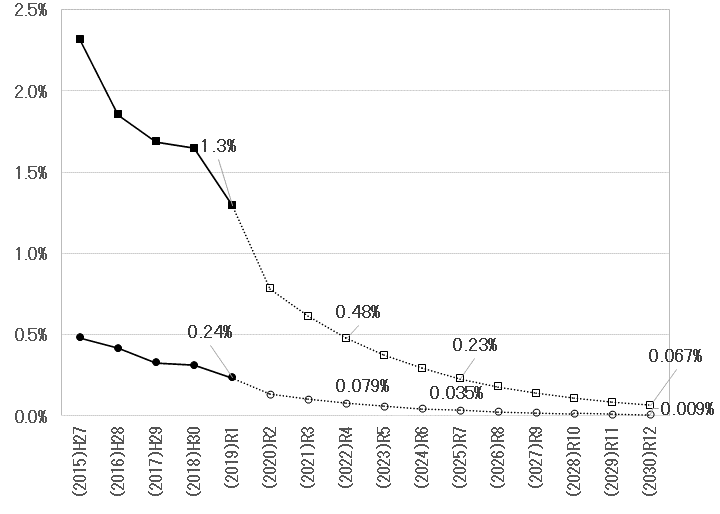 2.5%
2.0%
1.5%
1.0%
0.5%
0.0%
1.3%
0.24%
0.48%
0.079%
0.23%
0.035%
0.067%
0.009%
(2015)H27
(2016)H28
(2017)H29
(2018)H30
(2019)R1
(2020)R2
(2021)R3
(2022)R4
(2023)R5
(2024)R6
(2025)R7
(2026)R8
(2027)R9
(2028)R10
(2029)R11
(2030)R12